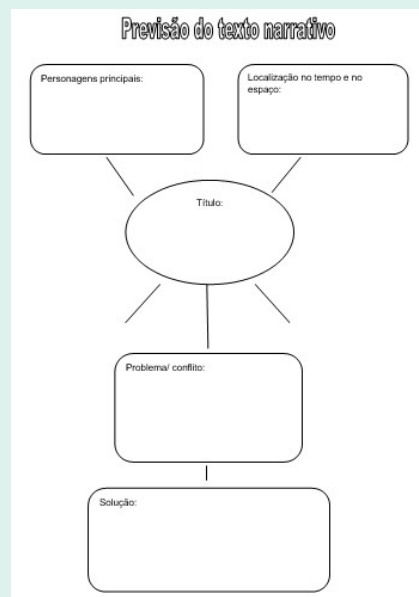 Previsão do texto narrativo
Personagens principais:
Localização no tempo e no
espaço:
Título:
Problema/ conflito:
Solução: